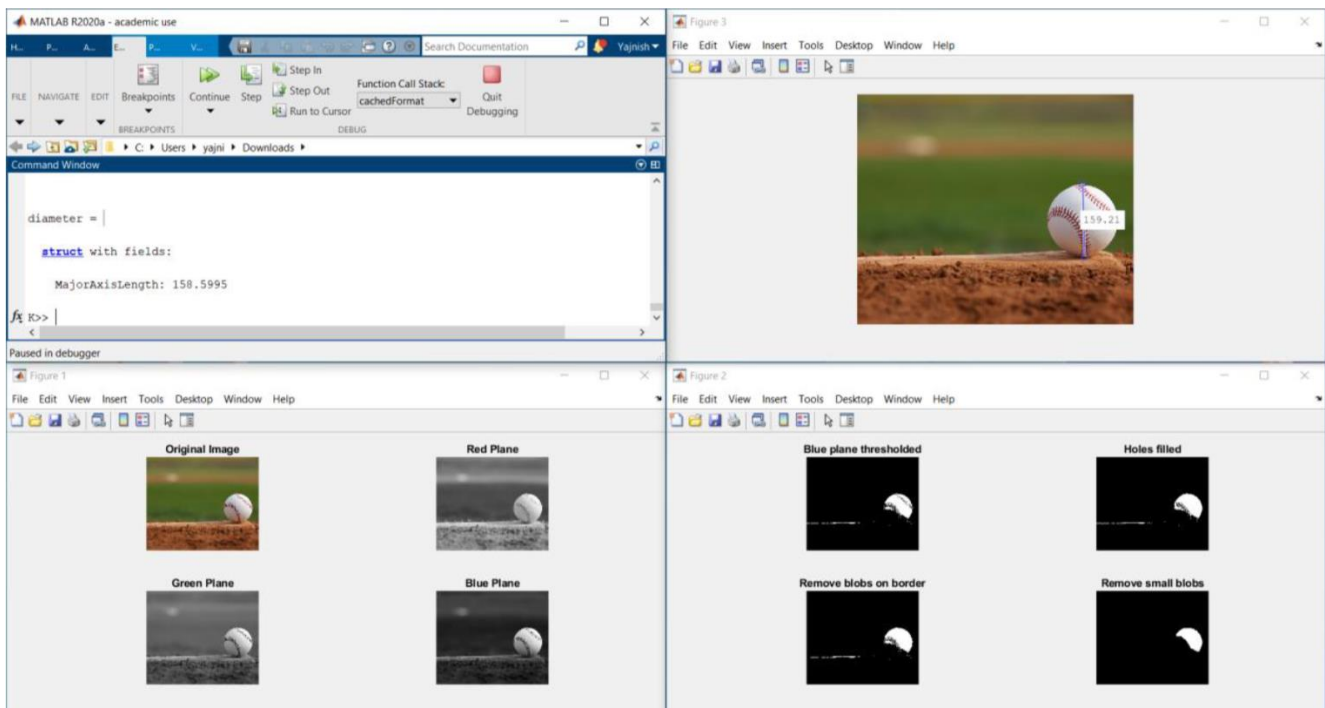 MATLAB R2020a - academic use
H... P... A... E... P... V... Search Documentation Yajnish
FILE NAVIGATE EDIT Breakpoints Continue Step Step In
Step Out
Run to Cursor
Function Call Stack:
cachedFormat
Quit
Debugging
BREAKPOINTS DEBUG
C: Users yajni Downloads
Command Window
diameter =
struct with fields:
MajorAxisLength: 158.5995
fx K>>
Paused in debugger
Figure 3
File Edit View Insert Tools Desktop Window Help
159.21
Figure 1
File Edit View Insert Tools Desktop Window Help
Original Image Red Plane
Green Plane Blue Plane
Figure 2
File Edit View Insert Tools Desktop Window Help
Blue plane thresholded Holes filled
Remove blobs on border Remove small blobs